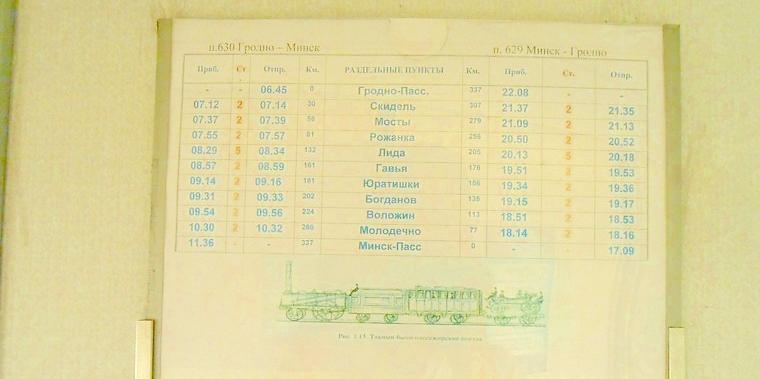 п.630 Гродно – Минск п. 629 Минск - Гродно
Приб. Ст Отпр. Км. РАЗДЕЛЬНЫЕ ПУНКТЫ Км. Приб. Ст. Отпр.
- - 06.45 0 Гродно-Пасс. 337 22.08 - -
07.12 2 07.14 30 Скидель 307 21.37 2 21.35
07.37 2 07.39 58 Мосты 279 21.09 2 21.13
07.55 2 07.57 81 Рожанка 256 20.50 2 20.52
08.29 5 08.34 132 Лида 205 20.13 5 20.18
08.57 2 08.59 161 Гавья 176 19.51 2 19.53
09.14 2 09.16 181 Юратишки 156 19.34 2 19.36
09.31 2 09.33 202 Богданов 135 19.15 2 19.17
09.54 2 09.56 224 Воложин 113 18.51 2 18.53
10.30 2 10.32 260 Молодечно 77 18.14 2 18.16
11.36 - - 337 Минск-Пасс 0 - - 17.09
Рис. 1.15. Такими были пассажирские поезда